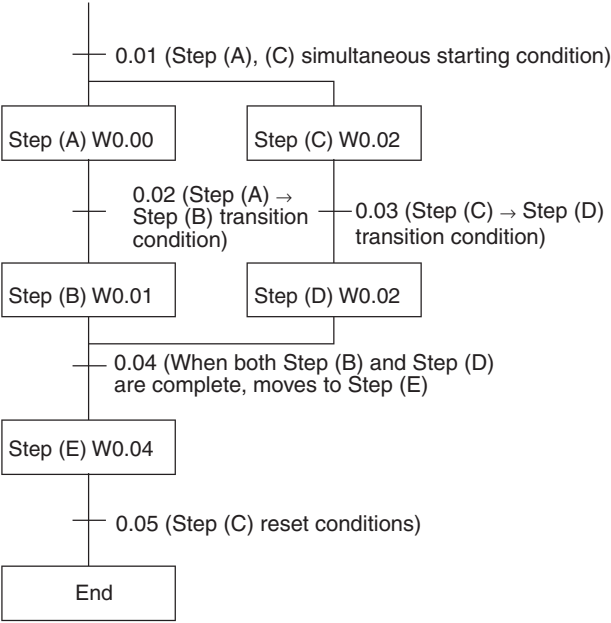 0.01 (Step (A), (C) simultaneous starting condition)
Step (A) W0.00
Step (C) W0.02
0.02 (Step (A) →
Step (B) transition
condition)
0.03 (Step (C) → Step (D)
transition condition)
Step (B) W0.01
Step (D) W0.02
0.04 (When both Step (B) and Step (D)
are complete, moves to Step (E)
Step (E) W0.04
0.05 (Step (C) reset conditions)
End